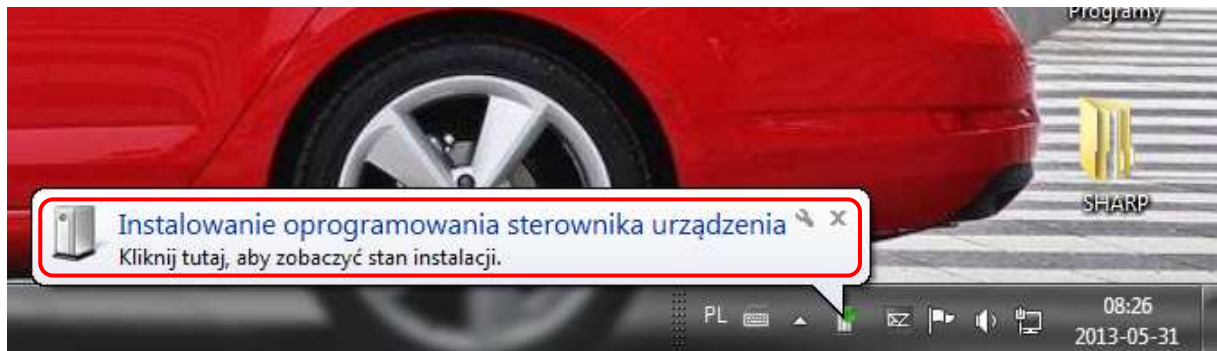 Programy
SHARP
Instalowanie oprogramowania sterownika urządzenia
Kliknij tutaj, aby zobaczyć stan instalacji.
PL
08:26
2013-05-31